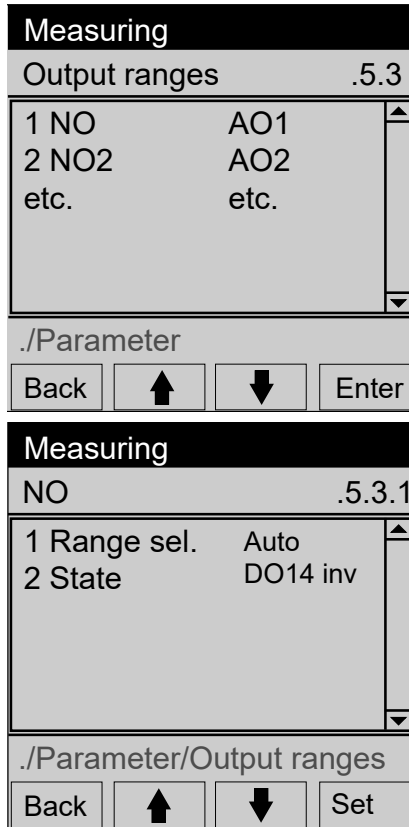 Measuring
Output ranges .5.3
1 NO AO1
2 NO2 AO2
etc. etc.
./Parameter
Back Enter
Measuring
NO .5.3.1
1 Range sel. Auto
2 State DO14 inv
./Parameter/Output ranges
Back Set